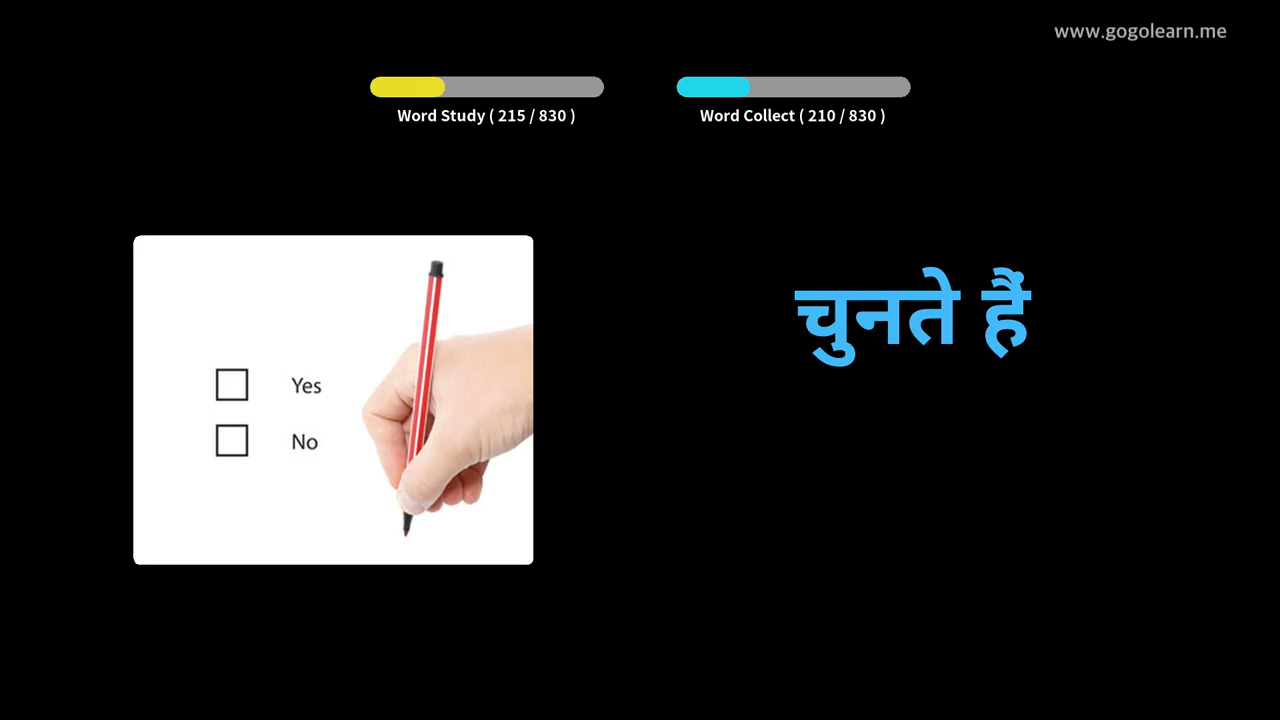 www.gogolearn.me
Word Study ( 215 / 830 )
Word Collect ( 210 / 830 )
Yes
No
चुनते हैं